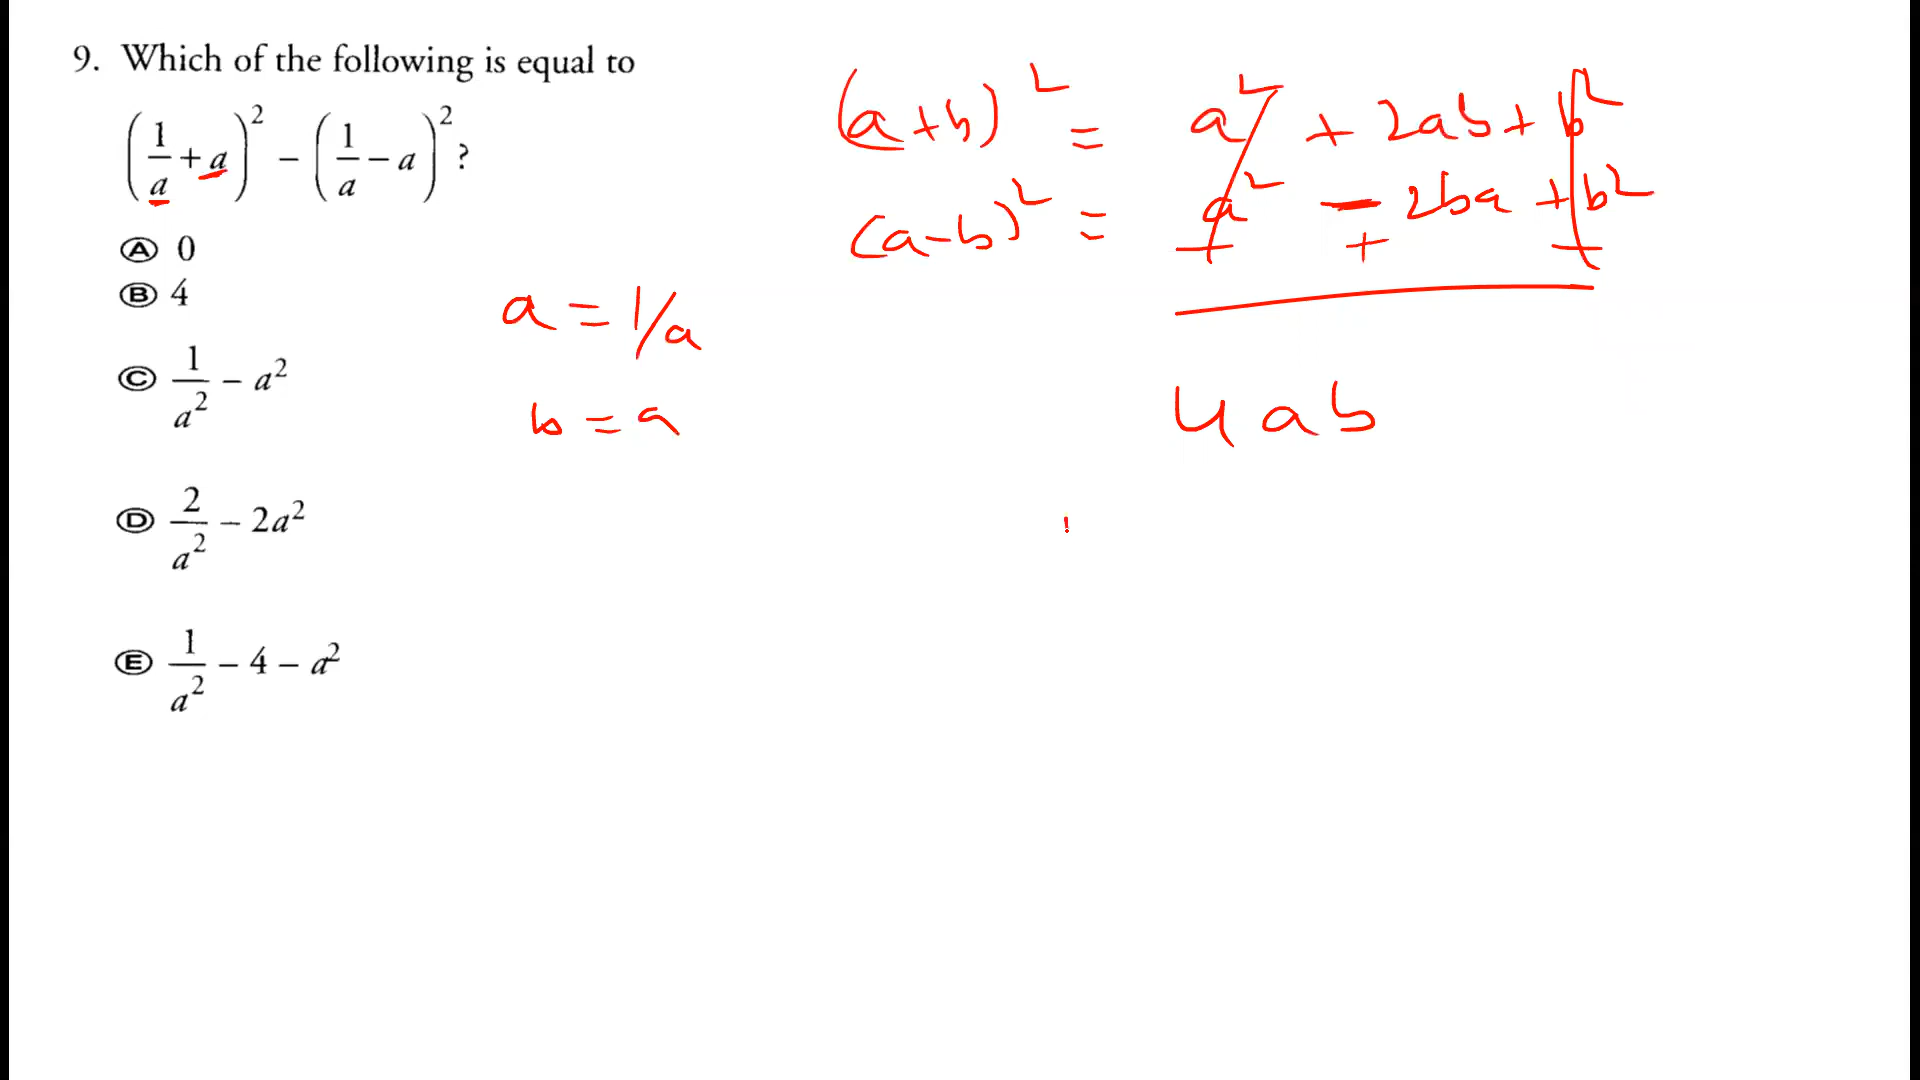 9. Which of the following is equal to
(1/a + a)² − (1/a − a)²?
Ⓐ 0
Ⓑ 4
Ⓒ 1/a² − a²
Ⓓ 2/a² − 2a²
Ⓔ 1/a² − 4 − a²
a = 1/a
b = a
(a+b)² = a² + 2ab + b²
(a−b)² = a² − 2ba + b²
+
4ab